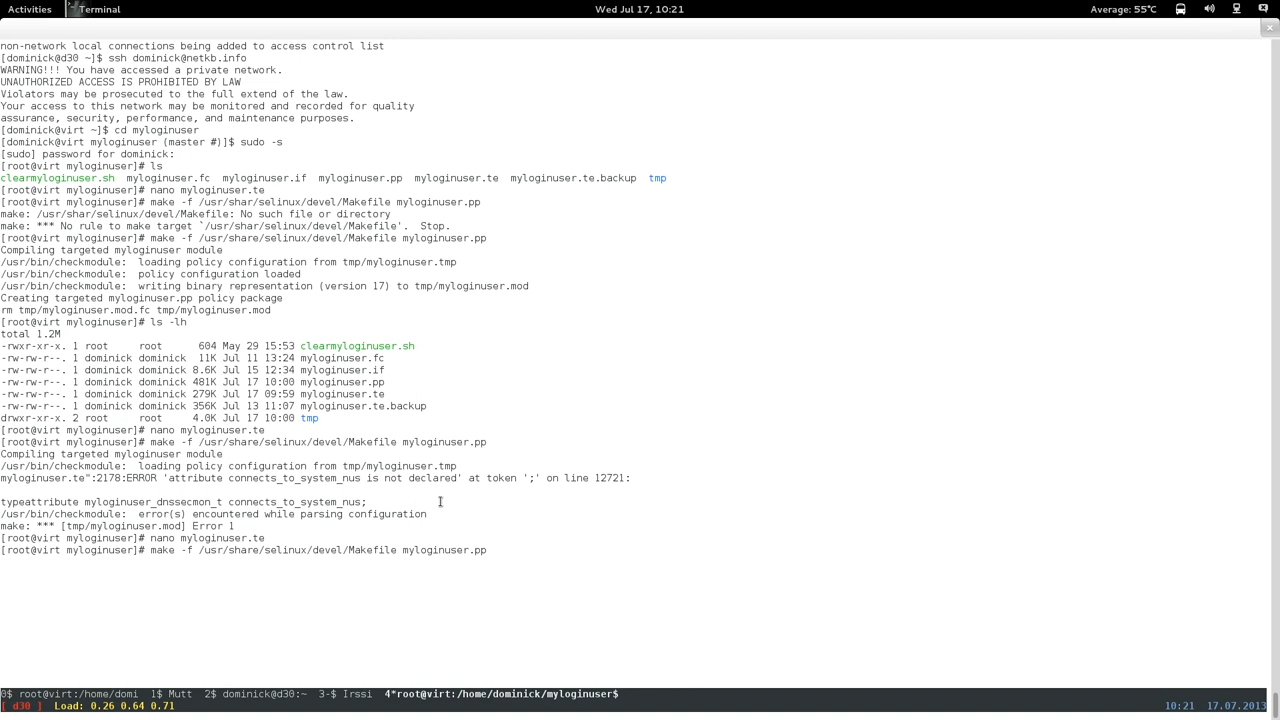 Activities Terminal Wed Jul 17, 10:21 Average: 55°C
non-network local connections being added to access control list
[dominick@d30 ~]$ ssh dominick@netkb.info
WARNING!!! You have accessed a private network.
UNAUTHORIZED ACCESS IS PROHIBITED BY LAW
Violators may be prosecuted to the full extend of the law.
Your access to this network may be monitored and recorded for quality
assurance, security, performance, and maintenance purposes.
[dominick@virt ~]$ cd myloginuser
[dominick@virt myloginuser (master #)]$ sudo -s
[sudo] password for dominick:
[root@virt myloginuser]# ls
clearmyloginuser.sh myloginuser.fc myloginuser.if myloginuser.pp myloginuser.te myloginuser.te.backup tmp
[root@virt myloginuser]# nano myloginuser.te
[root@virt myloginuser]# make -f /usr/shar/selinux/devel/Makefile myloginuser.pp
make: /usr/shar/selinux/devel/Makefile: No such file or directory
make: *** No rule to make target `/usr/shar/selinux/devel/Makefile'.  Stop.
[root@virt myloginuser]# make -f /usr/share/selinux/devel/Makefile myloginuser.pp
Compiling targeted myloginuser module
/usr/bin/checkmodule:  loading policy configuration from tmp/myloginuser.tmp
/usr/bin/checkmodule:  policy configuration loaded
/usr/bin/checkmodule:  writing binary representation (version 17) to tmp/myloginuser.mod
Creating targeted myloginuser.pp policy package
rm tmp/myloginuser.mod.fc tmp/myloginuser.mod
[root@virt myloginuser]# ls -lh
total 1.2M
-rwxr-xr-x. 1 root     root      604 May 29 15:53 clearmyloginuser.sh
-rw-rw-r--. 1 dominick dominick  11K Jul 11 13:24 myloginuser.fc
-rw-rw-r--. 1 dominick dominick 8.6K Jul 15 12:34 myloginuser.if
-rw-rw-r--. 1 dominick dominick 481K Jul 17 10:00 myloginuser.pp
-rw-rw-r--. 1 dominick dominick 279K Jul 17 09:59 myloginuser.te
-rw-rw-r--. 1 dominick dominick 356K Jul 13 11:07 myloginuser.te.backup
drwxr-xr-x. 2 root     root     4.0K Jul 17 10:00 tmp
[root@virt myloginuser]# nano myloginuser.te
[root@virt myloginuser]# make -f /usr/share/selinux/devel/Makefile myloginuser.pp
Compiling targeted myloginuser module
/usr/bin/checkmodule:  loading policy configuration from tmp/myloginuser.tmp
myloginuser.te":2178:ERROR 'attribute connects_to_system_nus is not declared' at token ';' on line 12721:
typeattribute myloginuser_dnssecmon_t connects_to_system_nus;
/usr/bin/checkmodule:  error(s) encountered while parsing configuration
make: *** [tmp/myloginuser.mod] Error 1
[root@virt myloginuser]# nano myloginuser.te
[root@virt myloginuser]# make -f /usr/share/selinux/devel/Makefile myloginuser.pp
0$ root@virt:/home/domi  1$ Mutt  2$ dominick@d30:~  3-$ Irssi  4*root@virt:/home/dominick/myloginuser$
[ d30 ]  Load: 0.26 0.64 0.71 10:21  17.07.2013